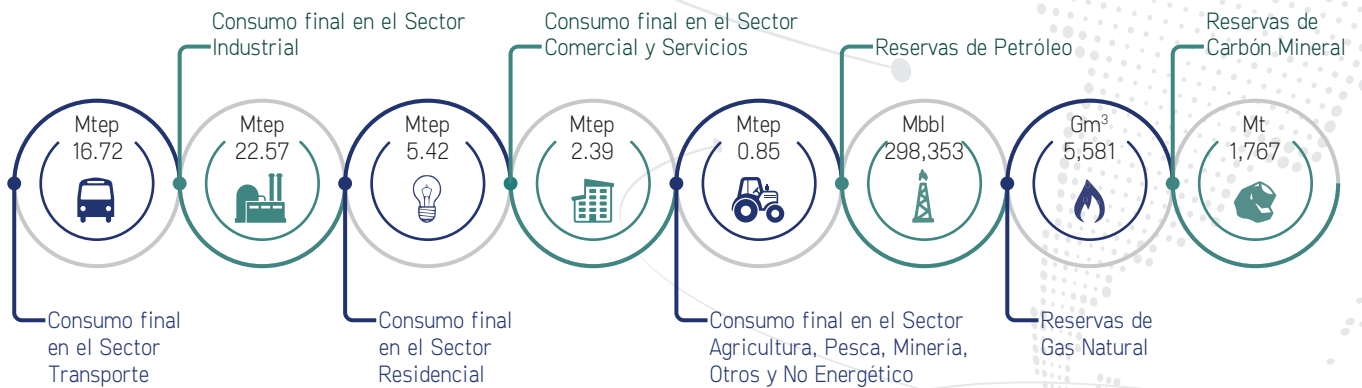 Consumo final en el Sector
Industrial
Consumo final en el Sector
Comercial y Servicios
Reservas de Petróleo
Reservas de
Carbón Mineral
Mtep
16.72
Mtep
22.57
Mtep
5.42
Mtep
2.39
Mtep
0.85
Mbbl
298,353
Gm³
5,581
Mt
1,767
Consumo final
en el Sector
Transporte
Consumo final
en el Sector
Residencial
Consumo final en el Sector
Agricultura, Pesca, Minería,
Otros y No Energético
Reservas de
Gas Natural